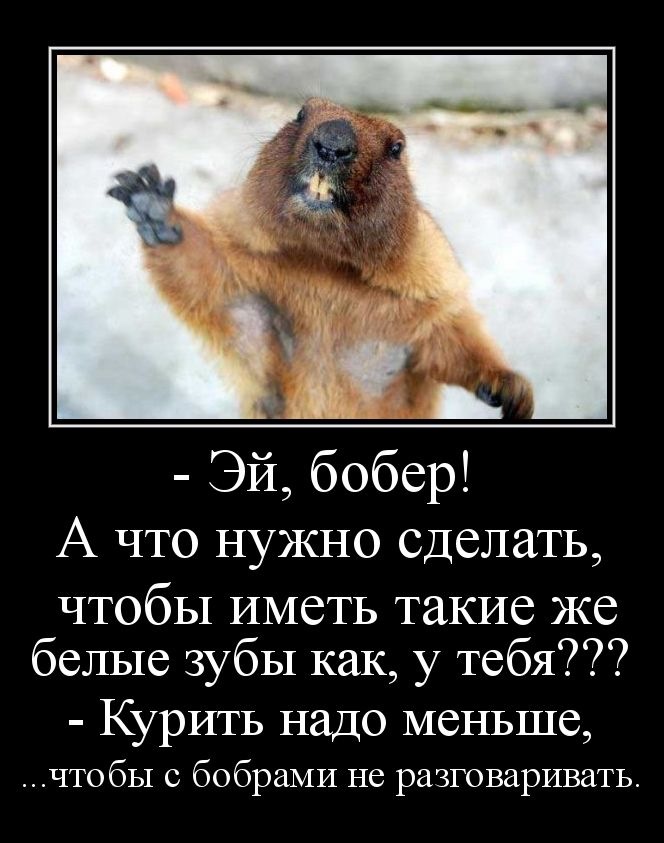 - Эй, бобер!
А что нужно сделать,
чтобы иметь такие же
белые зубы как, у тебя???
- Курить надо меньше,
...чтобы с бобрами не разговаривать.